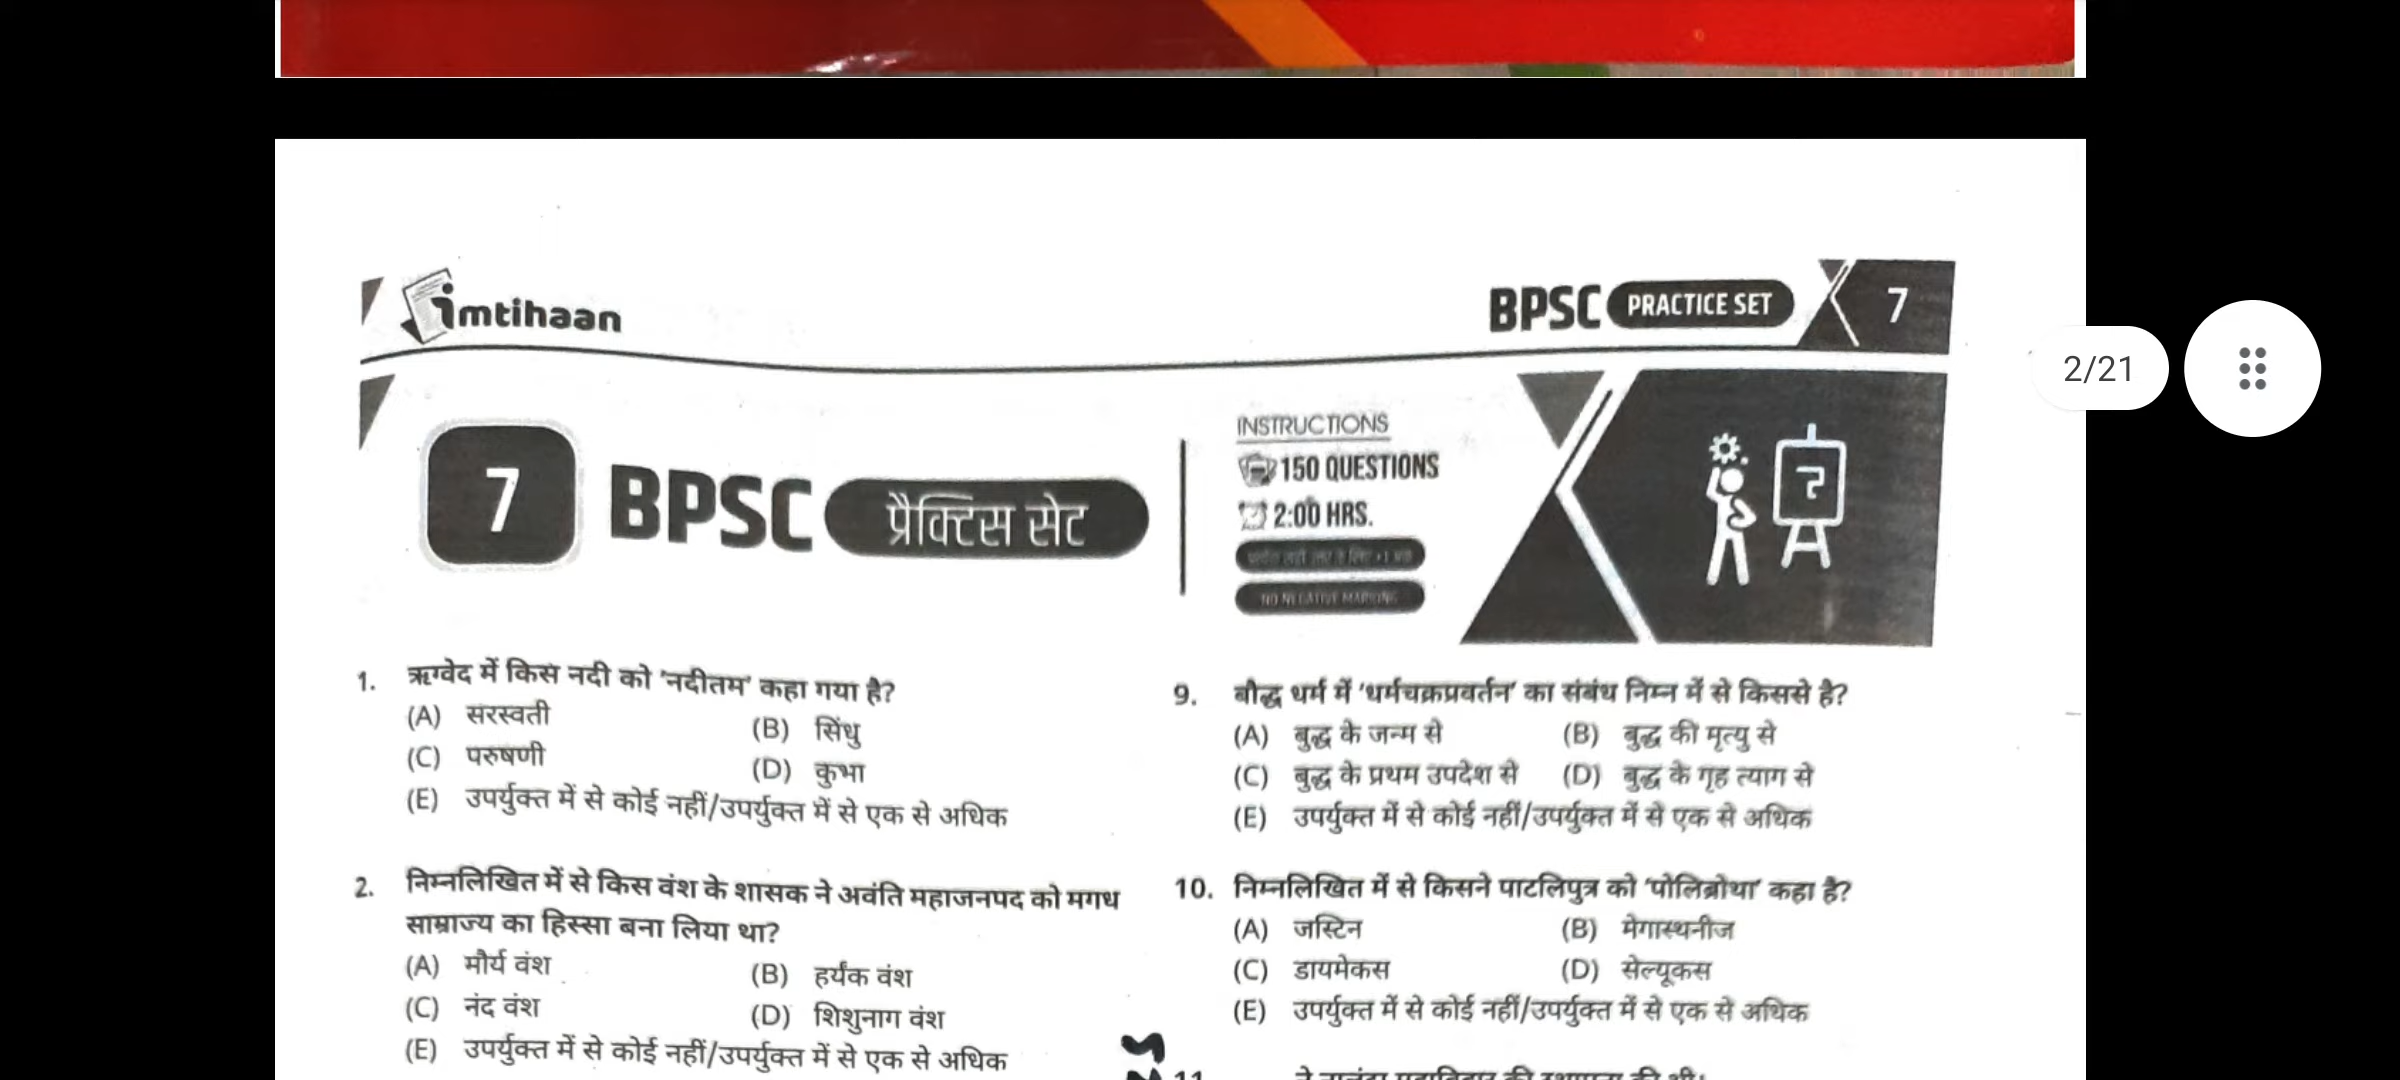 imtihaan
BPSC PRACTICE SET 7
2/21
7 BPSC प्रैक्टिस सेट
INSTRUCTIONS
150 QUESTIONS
2:00 HRS.
NO NEGATIVE MARKING
1. ऋग्वेद में किस नदी को 'नदीतम' कहा गया है?
(A) सरस्वती (B) सिंधु
(C) परुषणी (D) कुभा
(E) उपर्युक्त में से कोई नहीं/उपर्युक्त में से एक से अधिक
2. निम्नलिखित में से किस वंश के शासक ने अवंति महाजनपद को मगध
साम्राज्य का हिस्सा बना लिया था?
(A) मौर्य वंश (B) हर्यंक वंश
(C) नंद वंश (D) शिशुनाग वंश
(E) उपर्युक्त में से कोई नहीं/उपर्युक्त में से एक से अधिक
9. बौद्ध धर्म में 'धर्मचक्रप्रवर्तन' का संबंध निम्न में से किससे है?
(A) बुद्ध के जन्म से (B) बुद्ध की मृत्यु से
(C) बुद्ध के प्रथम उपदेश से (D) बुद्ध के गृह त्याग से
(E) उपर्युक्त में से कोई नहीं/उपर्युक्त में से एक से अधिक
10. निम्नलिखित में से किसने पाटलिपुत्र को 'पोलिब्रोथा' कहा है?
(A) जस्टिन (B) मेगास्थनीज
(C) डायमेकस (D) सेल्यूकस
(E) उपर्युक्त में से कोई नहीं/उपर्युक्त में से एक से अधिक